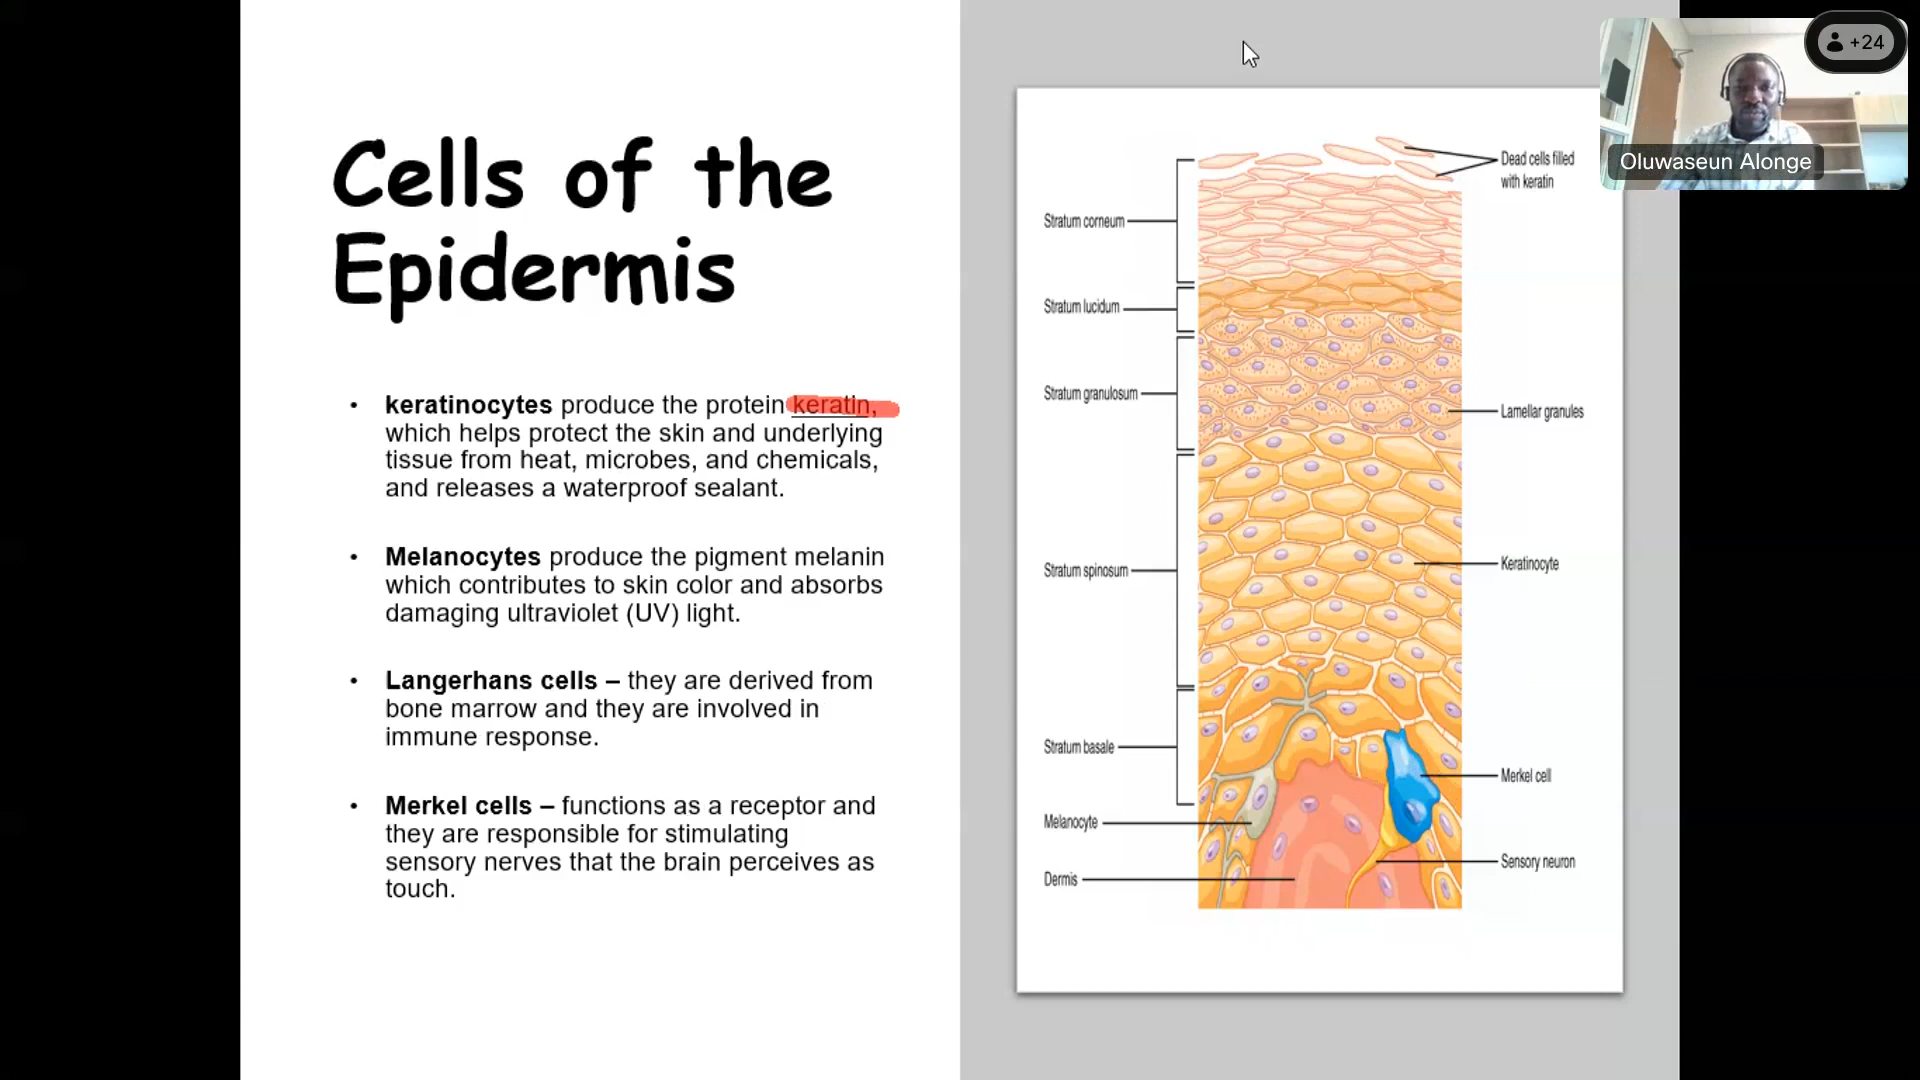 Cells of the
Epidermis
• keratinocytes produce the protein keratin,
which helps protect the skin and underlying
tissue from heat, microbes, and chemicals,
and releases a waterproof sealant.
• Melanocytes produce the pigment melanin
which contributes to skin color and absorbs
damaging ultraviolet (UV) light.
• Langerhans cells – they are derived from
bone marrow and they are involved in
immune response.
• Merkel cells – functions as a receptor and
they are responsible for stimulating
sensory nerves that the brain perceives as
touch.
Stratum corneum
Stratum lucidum
Stratum granulosum
Stratum spinosum
Stratum basale
Melanocyte
Dermis
Dead cells filled
with keratin
Lamellar granules
Keratinocyte
Merkel cell
Sensory neuron
+24
Oluwaseun Alonge